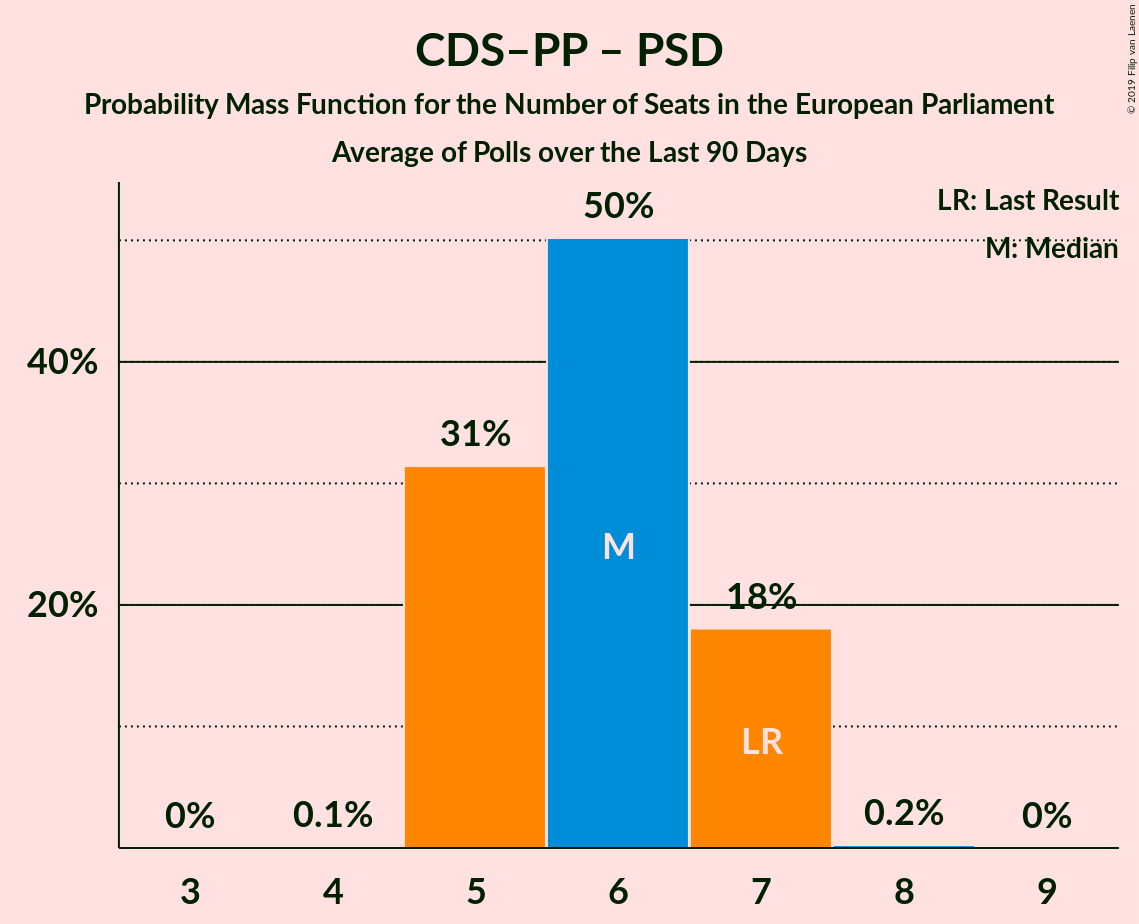 CDS–PP – PSD
Probability Mass Function for the Number of Seats in the European Parliament
Average of Polls over the Last 90 Days
© 2019 Filip van Laenen
LR: Last Result
M: Median
50%
40%
31%
M
20%
18%
LR
0%
0.1%
0.2%
0%
3
4
5
6
7
8
9